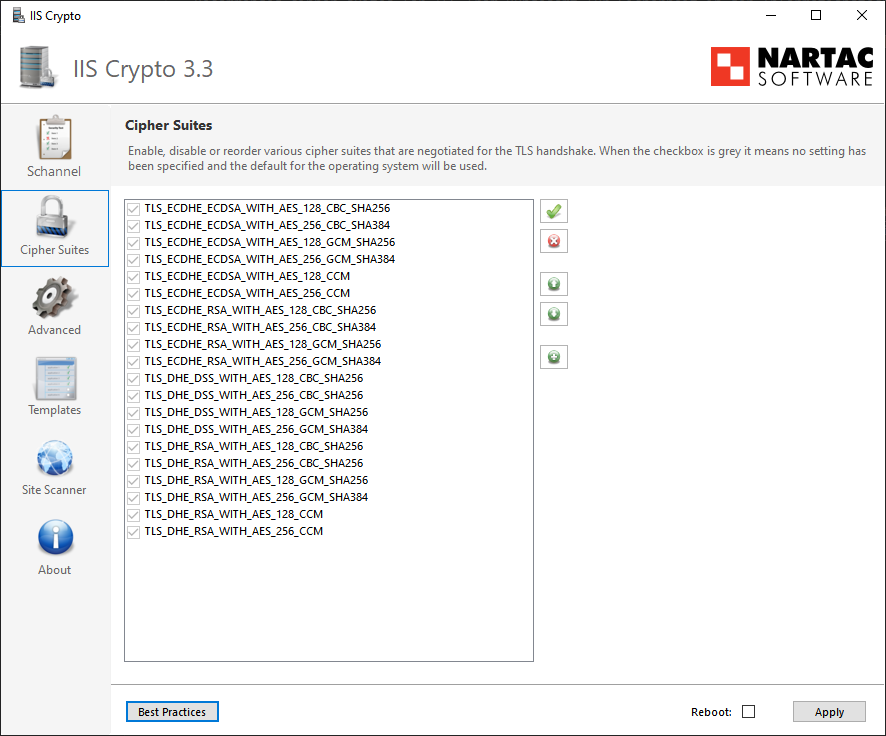 IIS Crypto
IIS Crypto 3.3
NARTAC
SOFTWARE
Schannel
Cipher Suites
Advanced
Templates
Site Scanner
About
Cipher Suites
Enable, disable or reorder various cipher suites that are negotiated for the TLS handshake. When the checkbox is grey it means no setting has
been specified and the default for the operating system will be used.
TLS_ECDHE_ECDSA_WITH_AES_128_CBC_SHA256
TLS_ECDHE_ECDSA_WITH_AES_256_CBC_SHA384
TLS_ECDHE_ECDSA_WITH_AES_128_GCM_SHA256
TLS_ECDHE_ECDSA_WITH_AES_256_GCM_SHA384
TLS_ECDHE_ECDSA_WITH_AES_128_CCM
TLS_ECDHE_ECDSA_WITH_AES_256_CCM
TLS_ECDHE_RSA_WITH_AES_128_CBC_SHA256
TLS_ECDHE_RSA_WITH_AES_256_CBC_SHA384
TLS_ECDHE_RSA_WITH_AES_128_GCM_SHA256
TLS_ECDHE_RSA_WITH_AES_256_GCM_SHA384
TLS_DHE_DSS_WITH_AES_128_CBC_SHA256
TLS_DHE_DSS_WITH_AES_256_CBC_SHA256
TLS_DHE_DSS_WITH_AES_128_GCM_SHA256
TLS_DHE_DSS_WITH_AES_256_GCM_SHA384
TLS_DHE_RSA_WITH_AES_128_CBC_SHA256
TLS_DHE_RSA_WITH_AES_256_CBC_SHA256
TLS_DHE_RSA_WITH_AES_128_GCM_SHA256
TLS_DHE_RSA_WITH_AES_256_GCM_SHA384
TLS_DHE_RSA_WITH_AES_128_CCM
TLS_DHE_RSA_WITH_AES_256_CCM
Best Practices
Reboot:
Apply